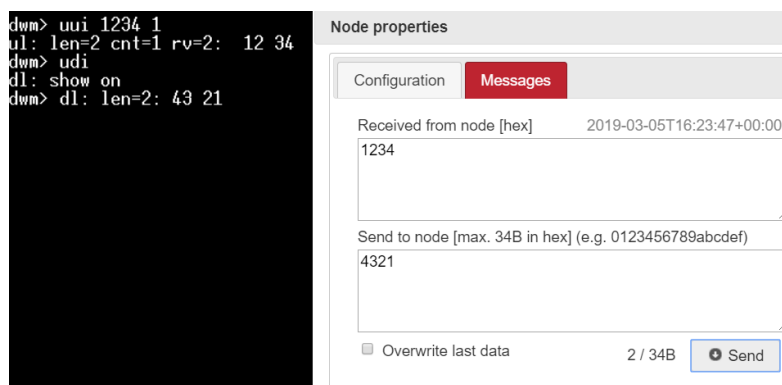 dwm> uui 1234 1
ul: len=2 cnt=1 rv=2:  12 34
dwm> udi
dl: show on
dwm> dl: len=2: 43 21
Node properties
Configuration
Messages
Received from node [hex]
2019-03-05T16:23:47+00:00
1234
Send to node [max. 34B in hex] (e.g. 0123456789abcdef)
4321
Overwrite last data
2 / 34B
Send